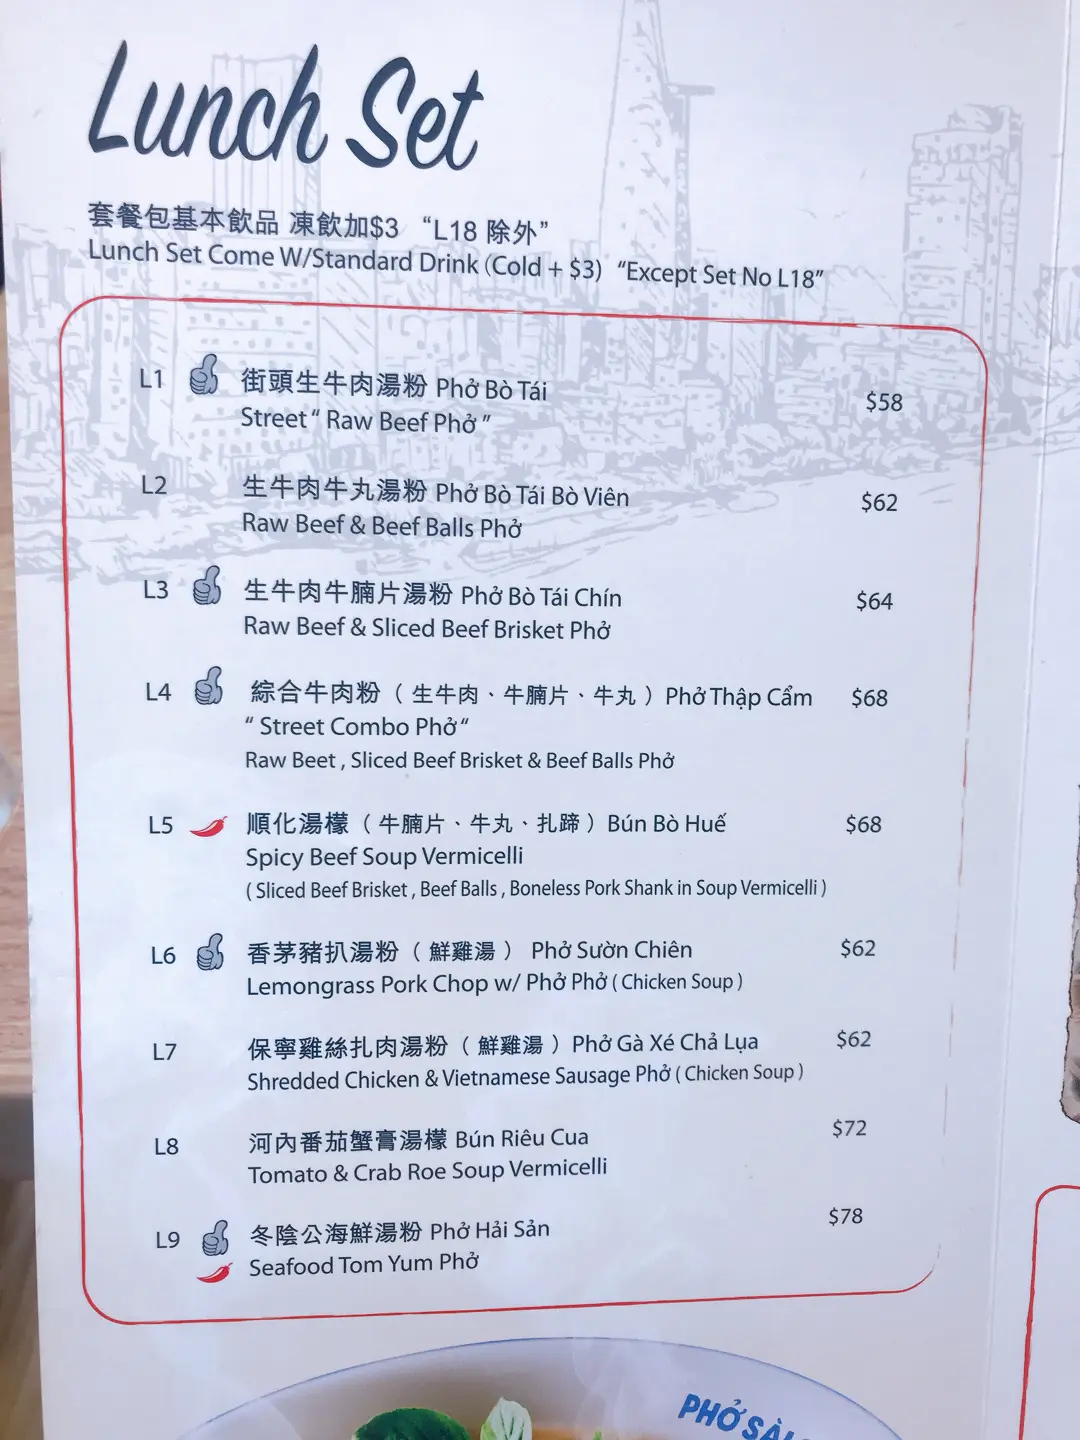 Lunch Set
套餐包基本飲品 凍飲加$3 “L18 除外”
Lunch Set Come W/Standard Drink (Cold + $3) “Except Set No L18”
L1 街頭生牛肉湯粉 Phở Bò Tái $58
Street “ Raw Beef Phở ”
L2 生牛肉牛丸湯粉 Phở Bò Tái Bò Viên $62
Raw Beef & Beef Balls Phở
L3 生牛肉牛腩片湯粉 Phở Bò Tái Chín $64
Raw Beef & Sliced Beef Brisket Phở
L4 綜合牛肉粉（ 生牛肉、牛腩片、牛丸 ）Phở Thập Cẩm $68
“ Street Combo Phở “
Raw Beet , Sliced Beef Brisket & Beef Balls Phở
L5 順化湯檬（ 牛腩片、牛丸、扎蹄 ）Bún Bò Huế $68
Spicy Beef Soup Vermicelli
( Sliced Beef Brisket , Beef Balls , Boneless Pork Shank in Soup Vermicelli )
L6 香茅豬扒湯粉（ 鮮雞湯 ） Phở Sườn Chiên $62
Lemongrass Pork Chop w/ Phở Phở ( Chicken Soup )
L7 保寧雞絲扎肉湯粉（ 鮮雞湯 ）Phở Gà Xé Chả Lụa $62
Shredded Chicken & Vietnamese Sausage Phở ( Chicken Soup )
L8 河內番茄蟹膏湯檬 Bún Riêu Cua $72
Tomato & Crab Roe Soup Vermicelli
L9 冬陰公海鮮湯粉 Phở Hải Sản $78
Seafood Tom Yum Phở
PHỞ